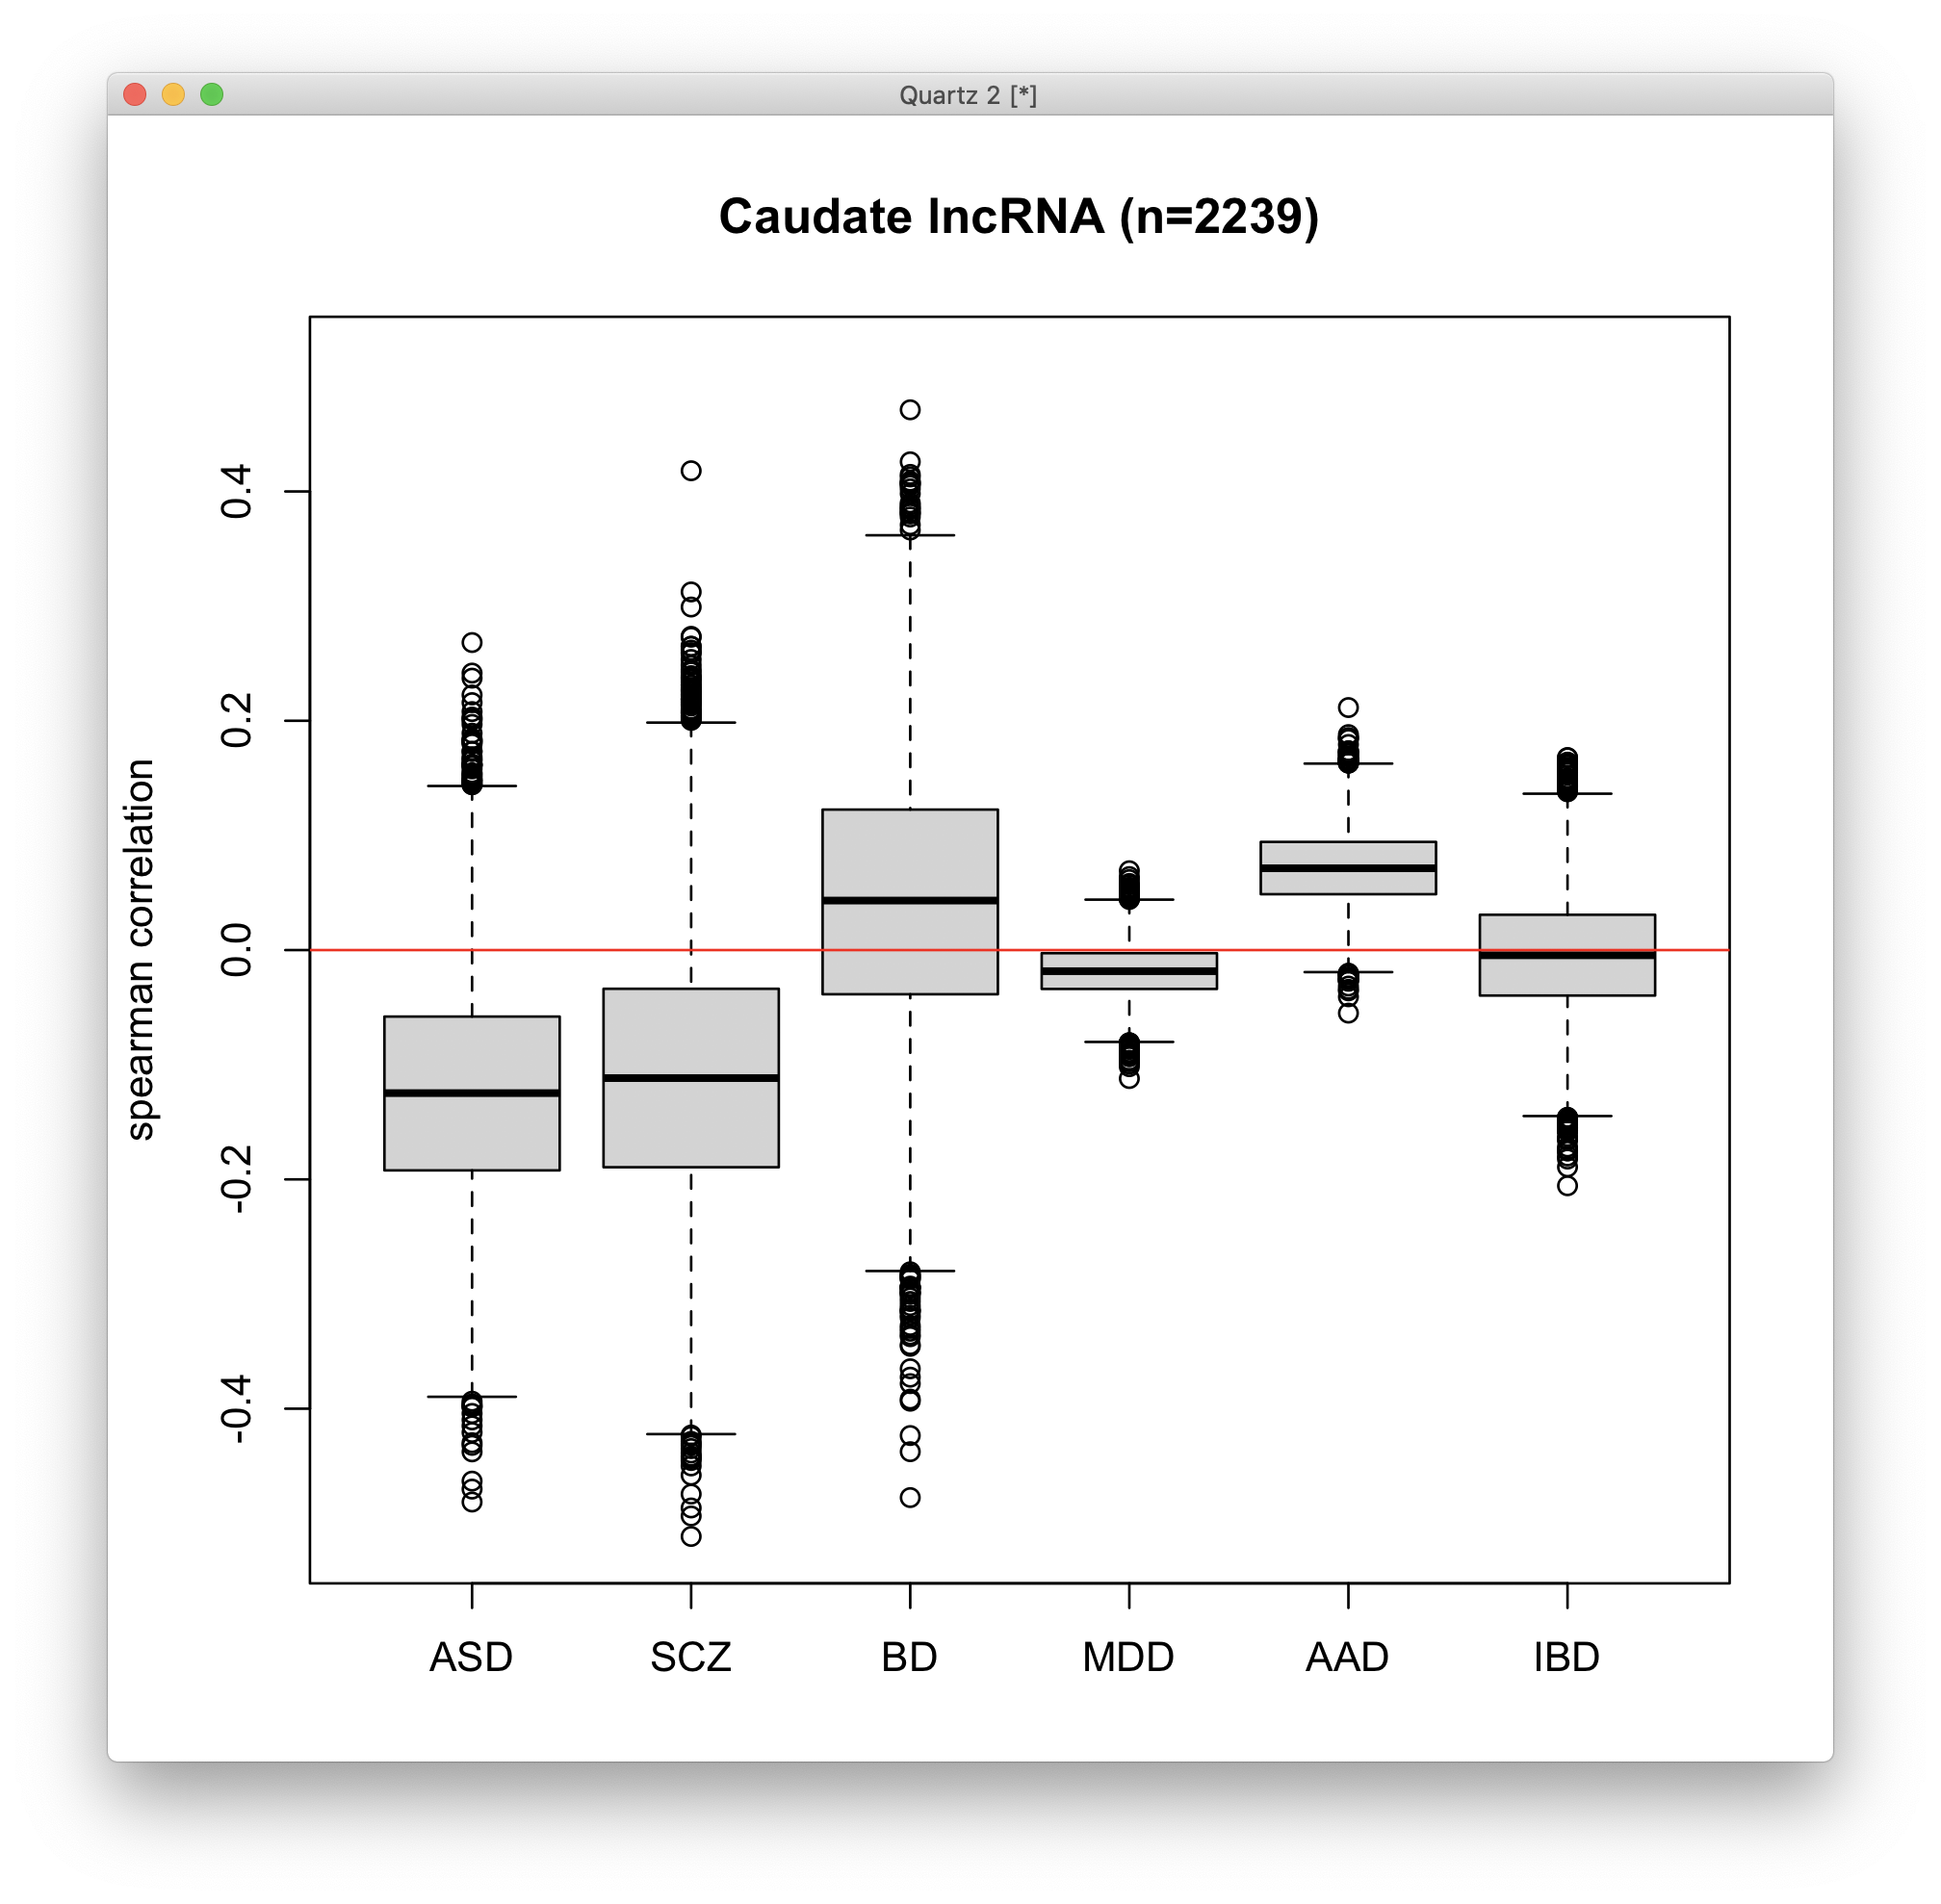 Quartz 2 [*]
Caudate lncRNA (n=2239)
spearman correlation
0.4
0.2
0.0
-0.2
-0.4
ASD SCZ BD MDD AAD IBD